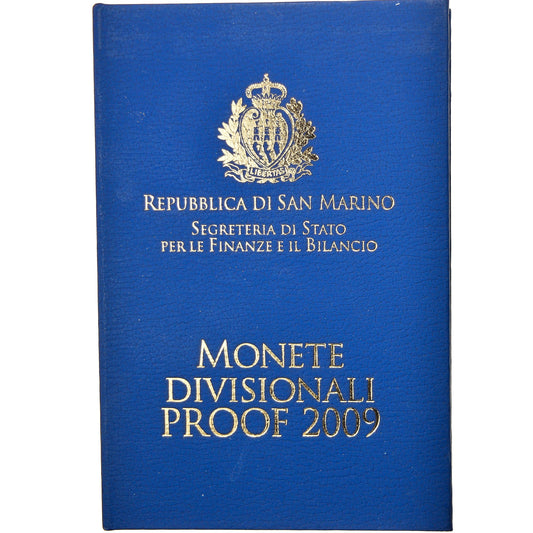 LIBERTAS
REPUBBLICA DI SAN MARINO
SEGRETERIA DI STATO
PER LE FINANZE E IL BILANCIO
MONETE
DIVISIONALI
PROOF 2009